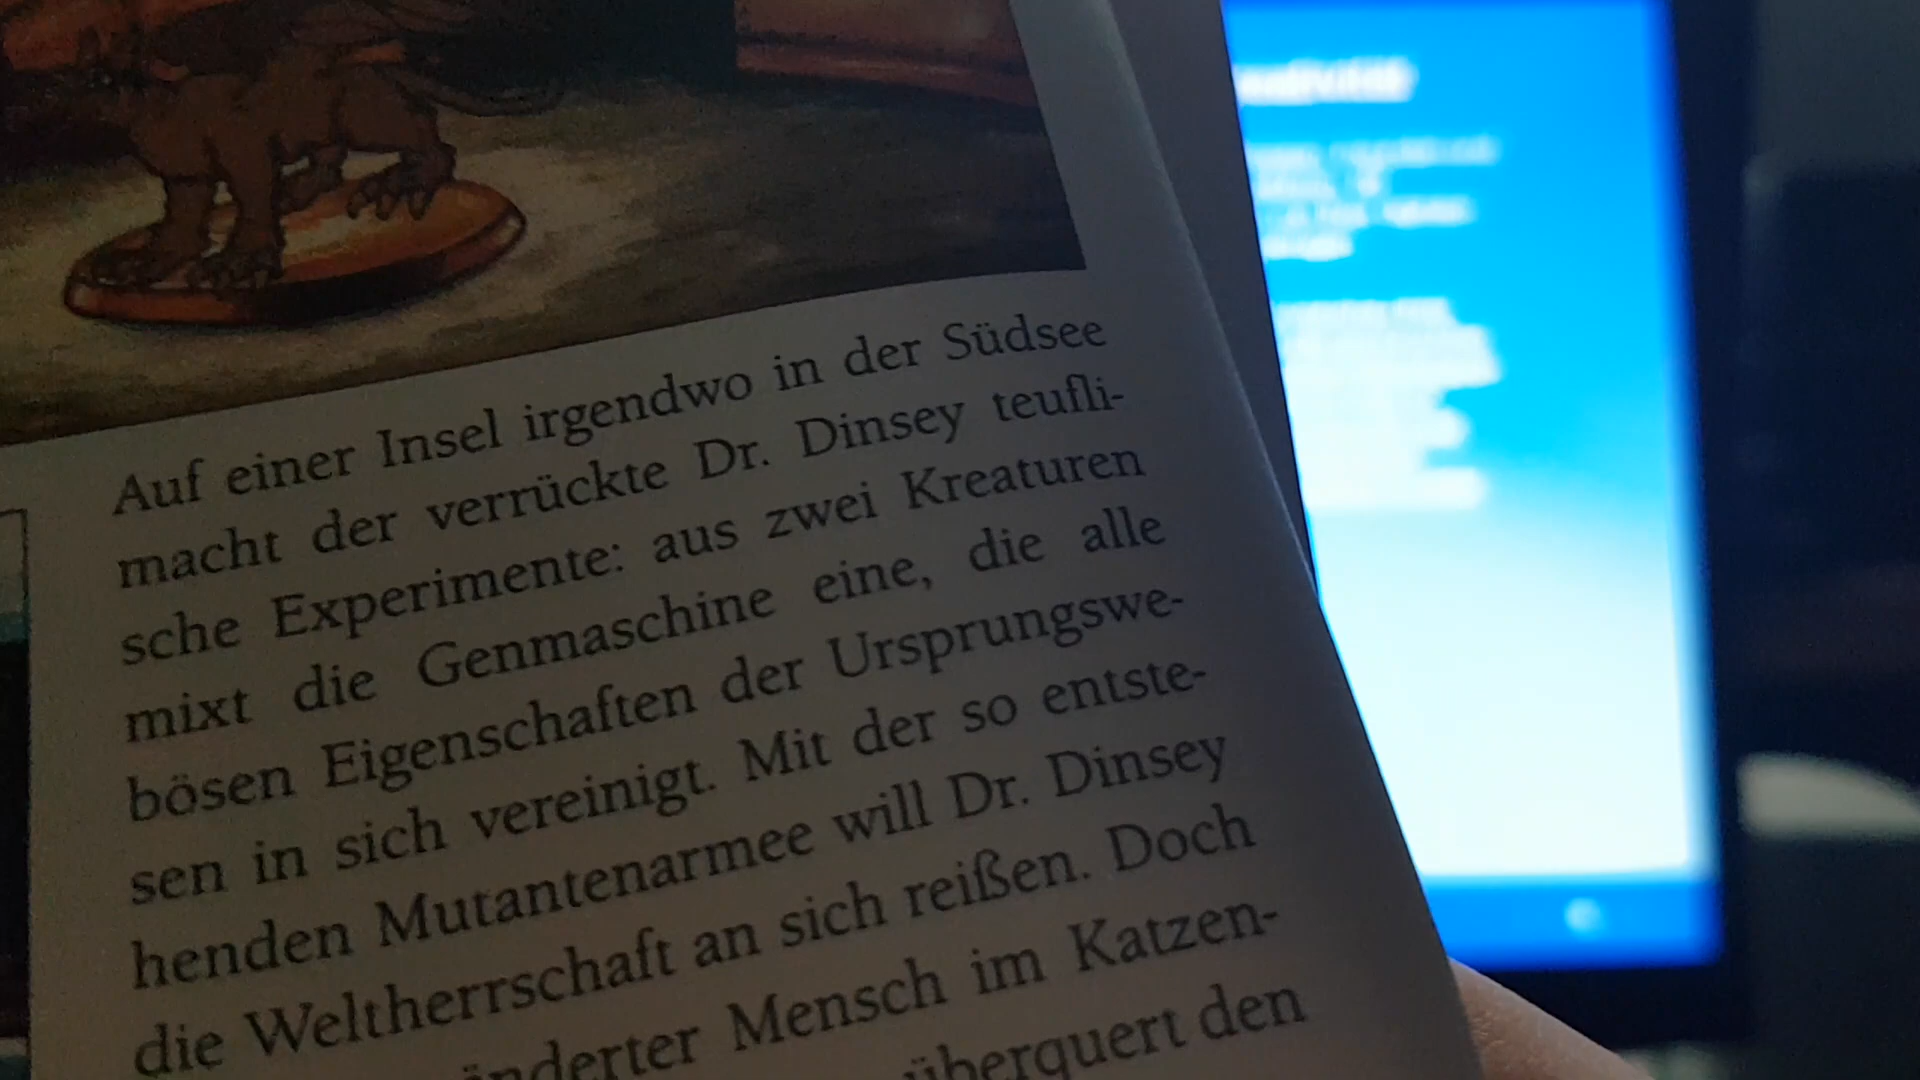 Auf einer Insel irgendwo in der Südsee
macht der verrückte Dr. Dinsey teufli-
sche Experimente: aus zwei Kreaturen
mixt die Genmaschine eine, die alle
bösen Eigenschaften der Ursprungswe-
sen in sich vereinigt. Mit der so entste-
henden Mutantenarmee will Dr. Dinsey
die Weltherrschaft an sich reißen. Doch
änderter Mensch im Katzen-
überquert den